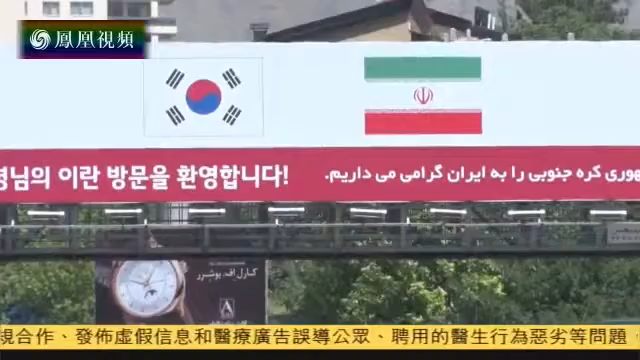 鳳凰視頻
령님의 이란 방문을 환영합니다!
جمهوری کره جنوبی را به ایران گرامی می داریم.
کارل اف. بوشرر
規合作、發佈虛假信息和醫療廣告誤導公眾、聘用的醫生行為惡劣等問題，